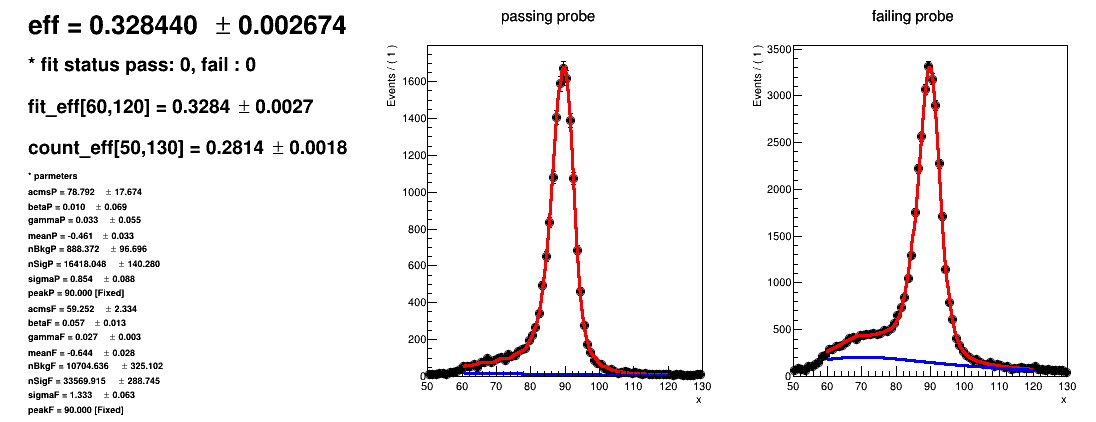 eff = 0.328440 ± 0.002674
* fit status pass: 0, fail : 0
fit_eff[60,120] = 0.3284 ± 0.0027
count_eff[50,130] = 0.2814 ± 0.0018
* parmeters
acmsP = 78.792 ± 17.674
betaP = 0.010 ± 0.069
gammaP = 0.033 ± 0.055
meanP = -0.461 ± 0.033
nBkgP = 888.372 ± 96.696
nSigP = 16418.048 ± 140.280
sigmaP = 0.854 ± 0.088
peakP = 90.000 [Fixed]
acmsF = 59.252 ± 2.334
betaF = 0.057 ± 0.013
gammaF = 0.027 ± 0.003
meanF = -0.644 ± 0.028
nBkgF = 10704.636 ± 325.102
nSigF = 33569.915 ± 288.745
sigmaF = 1.333 ± 0.063
peakF = 90.000 [Fixed]
passing probe
Events / ( 1 )
1600
1400
1200
1000
800
600
400
200
0
50 60 70 80 90 100 110 120 130
x
failing probe
Events / ( 1 )
3500
3000
2500
2000
1500
1000
500
0
50 60 70 80 90 100 110 120 130
x